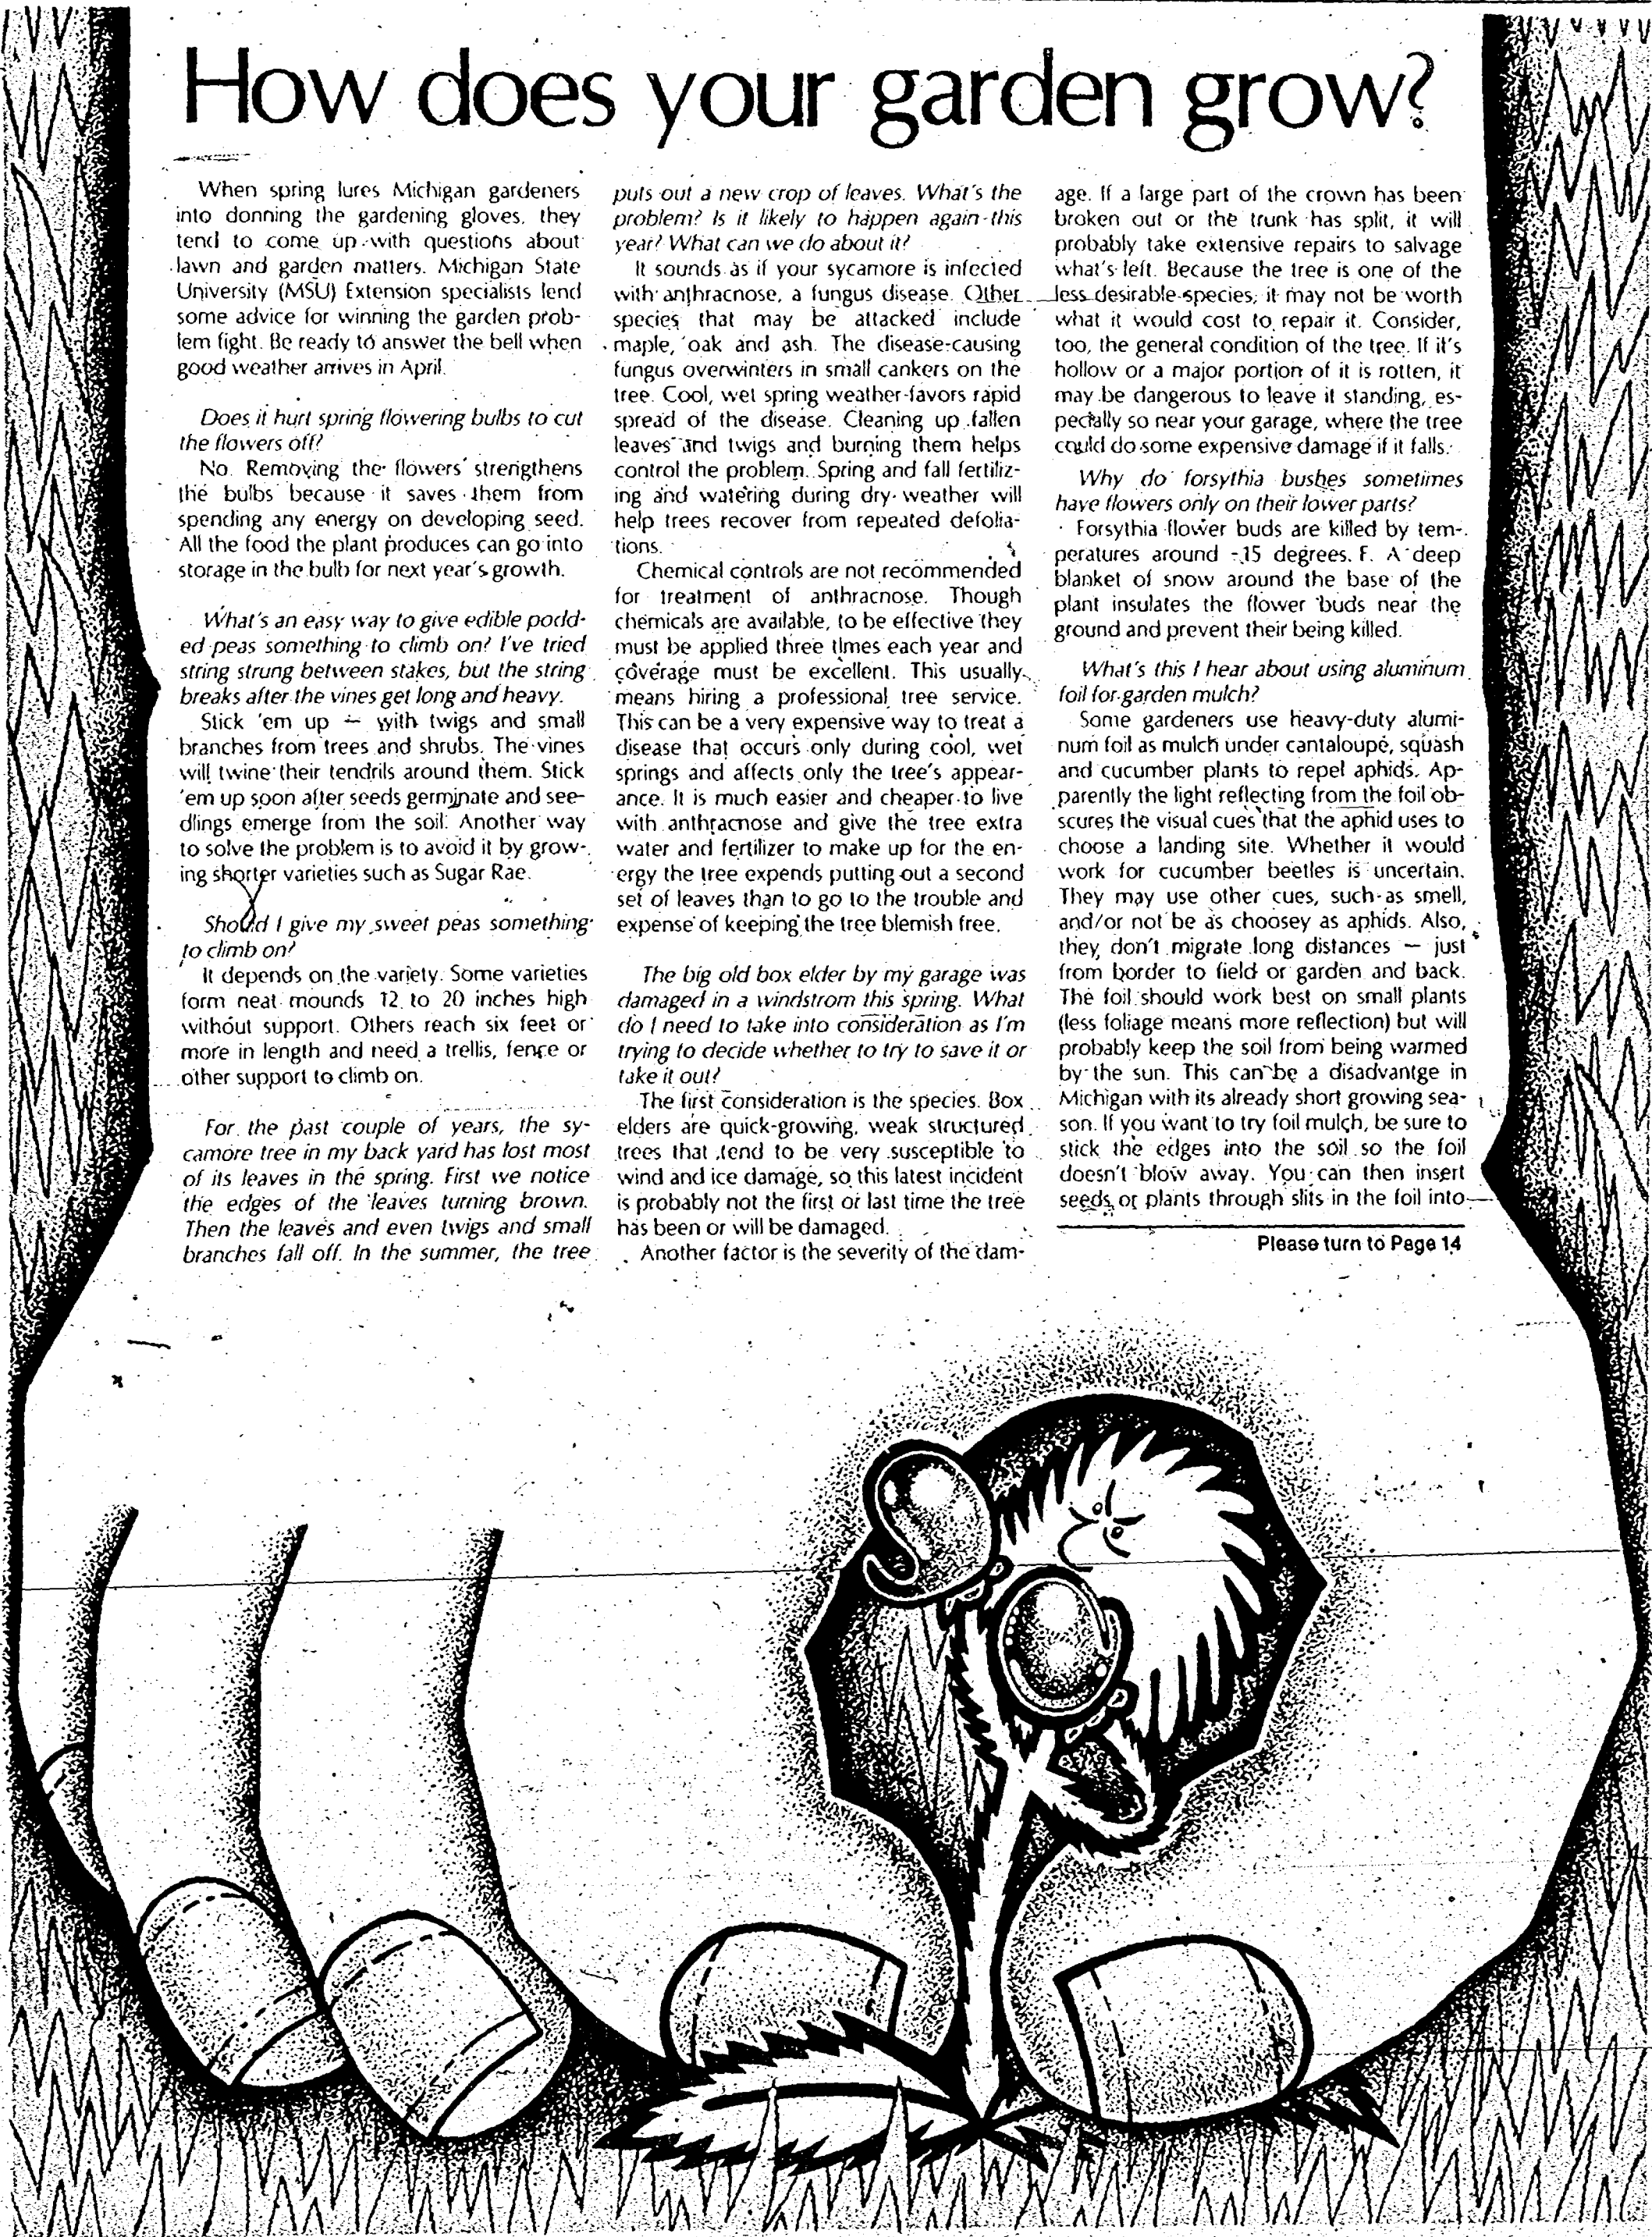 How does your garden grow?
When spring lures Michigan gardeners
into donning the gardening gloves, they
tend to come up with questions about
lawn and garden matters. Michigan State
University (MSU) Extension specialists lend
some advice for winning the garden prob-
lem fight. Be ready to answer the bell when
good weather arrives in April.
Does it hurt spring flowering bulbs to cut
the flowers off?
No. Removing the flowers strengthens
the bulbs because it saves them from
spending any energy on developing seed.
All the food the plant produces can go into
storage in the bulb for next year's growth.
What's an easy way to give edible podd-
ed peas something to climb on? I've tried
string strung between stakes, but the string
breaks after the vines get long and heavy.
Stick 'em up — with twigs and small
branches from trees and shrubs. The vines
will twine their tendrils around them. Stick
'em up soon after seeds germinate and see-
dlings emerge from the soil. Another way
to solve the problem is to avoid it by grow-
ing shorter varieties such as Sugar Rae.
Should I give my sweet peas something
to climb on?
It depends on the variety. Some varieties
form neat mounds 12 to 20 inches high
without support. Others reach six feet or
more in length and need a trellis, fence or
other support to climb on.
For the past couple of years, the sy-
camore tree in my back yard has lost most
of its leaves in the spring. First we notice
the edges of the leaves turning brown.
Then the leaves and even twigs and small
branches fall off. In the summer, the tree
puts out a new crop of leaves. What's the
problem? Is it likely to happen again this
year? What can we do about it?
It sounds as if your sycamore is infected
with anthracnose, a fungus disease. Other
species that may be attacked include
maple, oak and ash. The disease-causing
fungus overwinters in small cankers on the
tree. Cool, wet spring weather favors rapid
spread of the disease. Cleaning up fallen
leaves and twigs and burning them helps
control the problem. Spring and fall fertiliz-
ing and watering during dry weather will
help trees recover from repeated defolia-
tions.
Chemical controls are not recommended
for treatment of anthracnose. Though
chemicals are available, to be effective they
must be applied three times each year and
coverage must be excellent. This usually
means hiring a professional tree service.
This can be a very expensive way to treat a
disease that occurs only during cool, wet
springs and affects only the tree's appear-
ance. It is much easier and cheaper to live
with anthracnose and give the tree extra
water and fertilizer to make up for the en-
ergy the tree expends putting out a second
set of leaves than to go to the trouble and
expense of keeping the tree blemish free.
The big old box elder by my garage was
damaged in a windstrom this spring. What
do I need to take into consideration as I'm
trying to decide whether to try to save it or
take it out?
The first consideration is the species. Box
elders are quick-growing, weak structured
trees that tend to be very susceptible to
wind and ice damage, so this latest incident
is probably not the first or last time the tree
has been or will be damaged.
Another factor is the severity of the dam-
age. If a large part of the crown has been
broken out or the trunk has split, it will
probably take extensive repairs to salvage
what's left. Because the tree is one of the
less desirable species, it may not be worth
what it would cost to repair it. Consider,
too, the general condition of the tree. If it's
hollow or a major portion of it is rotten, it
may be dangerous to leave it standing, es-
pecially so near your garage, where the tree
could do some expensive damage if it falls.
Why do forsythia bushes sometimes
have flowers only on their lower parts?
Forsythia flower buds are killed by tem-
peratures around -15 degrees F. A deep
blanket of snow around the base of the
plant insulates the flower buds near the
ground and prevent their being killed.
What's this I hear about using aluminum
foil for garden mulch?
Some gardeners use heavy-duty alumi-
num foil as mulch under cantaloupe, squash
and cucumber plants to repel aphids. Ap-
parently the light reflecting from the foil ob-
scures the visual cues that the aphid uses to
choose a landing site. Whether it would
work for cucumber beetles is uncertain.
They may use other cues, such as smell,
and/or not be as choosey as aphids. Also,
they don't migrate long distances — just
from border to field or garden and back.
The foil should work best on small plants
(less foliage means more reflection) but will
probably keep the soil from being warmed
by the sun. This can be a disadvantge in
Michigan with its already short growing sea-
son. If you want to try foil mulch, be sure to
stick the edges into the soil so the foil
doesn't blow away. You can then insert
seeds or plants through slits in the foil into
Please turn to Page 14